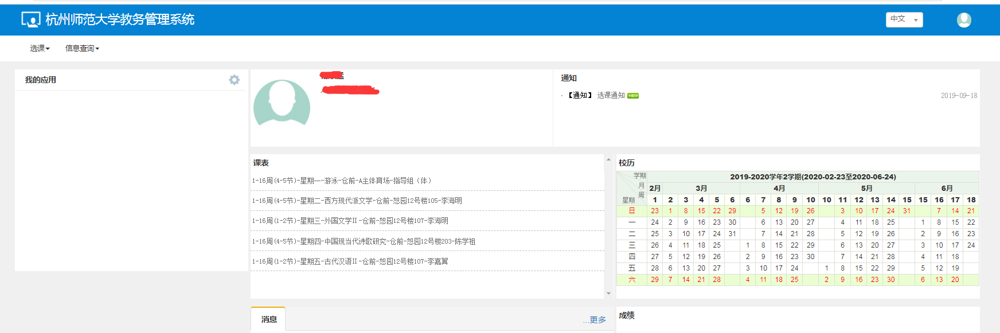 杭州师范大学教务管理系统
中文
选课
信息查询
我的应用
通知
【通知】 选课通知 NEW 2019-09-18
课表
1-16周(4-5节)-星期一-游泳-仓前-A主体育场-指导组（体）
1-16周(4-5节)-星期二-西方现代派文学-仓前-恕园12号楼105-李海明
1-16周(1-2节)-星期三-外国文学II-仓前-恕园12号楼107-李海明
1-16周(4-5节)-星期四-中国现当代诗歌研究-仓前-恕园12号楼203-陈学祖
1-16周(1-2节)-星期五-古代汉语II-仓前-恕园12号楼107-李嘉翼
校历
学期 2019-2020学年2学期(2020-02-23至2020-06-24)
月 2月 3月 4月 5月 6月
周
星期 1 2 3 4 5 6 6 7 8 9 10 10 11 12 13 14 15 15 16 17 18
日 23 1 8 15 22 29 5 12 19 26 3 10 17 24 31 7 14 21
一 24 2 9 16 23 30 6 13 20 27 4 11 18 25 1 8 15 22
二 25 3 10 17 24 31 7 14 21 28 5 12 19 26 2 9 16 23
三 26 4 11 18 25 1 8 15 22 29 6 13 20 27 3 10 17 24
四 27 5 12 19 26 2 9 16 23 30 7 14 21 28 4 11 18
五 28 6 13 20 27 3 10 17 24 1 8 15 22 29 5 12 19
六 29 7 14 21 28 4 11 18 25 2 9 16 23 30 6 13 20
消息
...更多
成绩